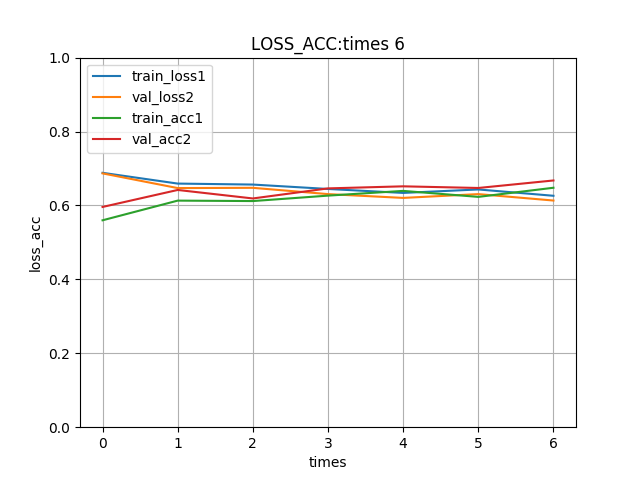 LOSS_ACC:times 6
1.0
0.8
0.6
0.4
0.2
0.0
loss_acc
train_loss1
val_loss2
train_acc1
val_acc2
0 1 2 3 4 5 6
times